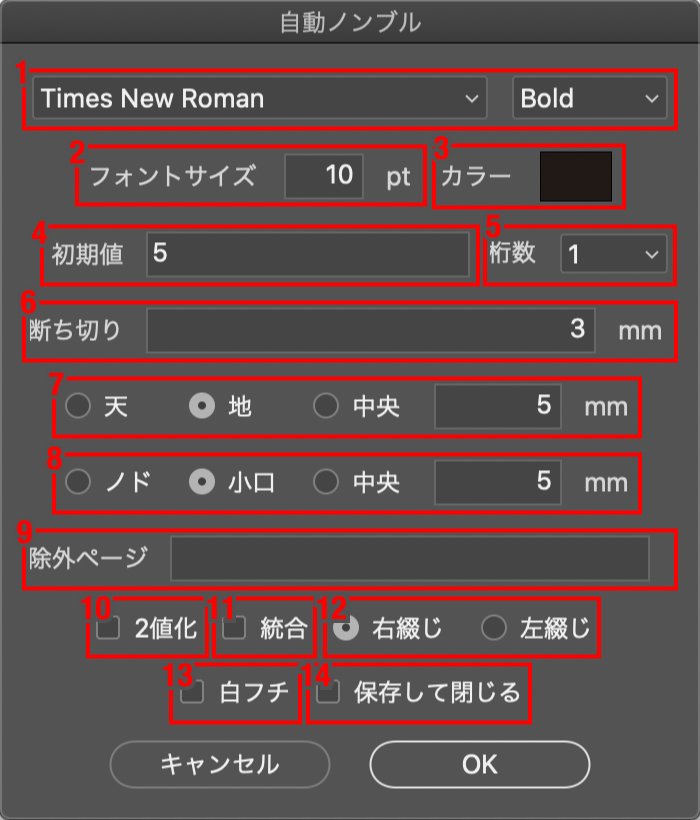 自動ノンブル
1 Times New Roman Bold
2 フォントサイズ 10 pt 3 カラー
4 初期値 5 5 桁数 1
6 断ち切り 3 mm
7 天 地 中央 5 mm
8 ノド 小口 中央 5 mm
9 除外ページ
10 2値化 11 統合 12 右綴じ 左綴じ
13 白フチ 14 保存して閉じる
キャンセル OK